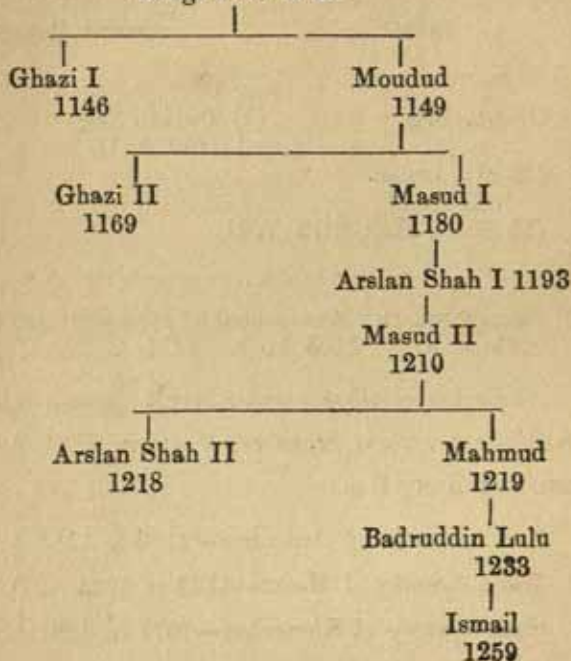 Ghazi I Moudud
1146 1149
Ghazi II Masud I
1169 1180
Arslan Shah I 1193
Masud II
1210
Arslan Shah II Mahmud
1218 1219
Badruddin Lulu
1233
Ismail
1259